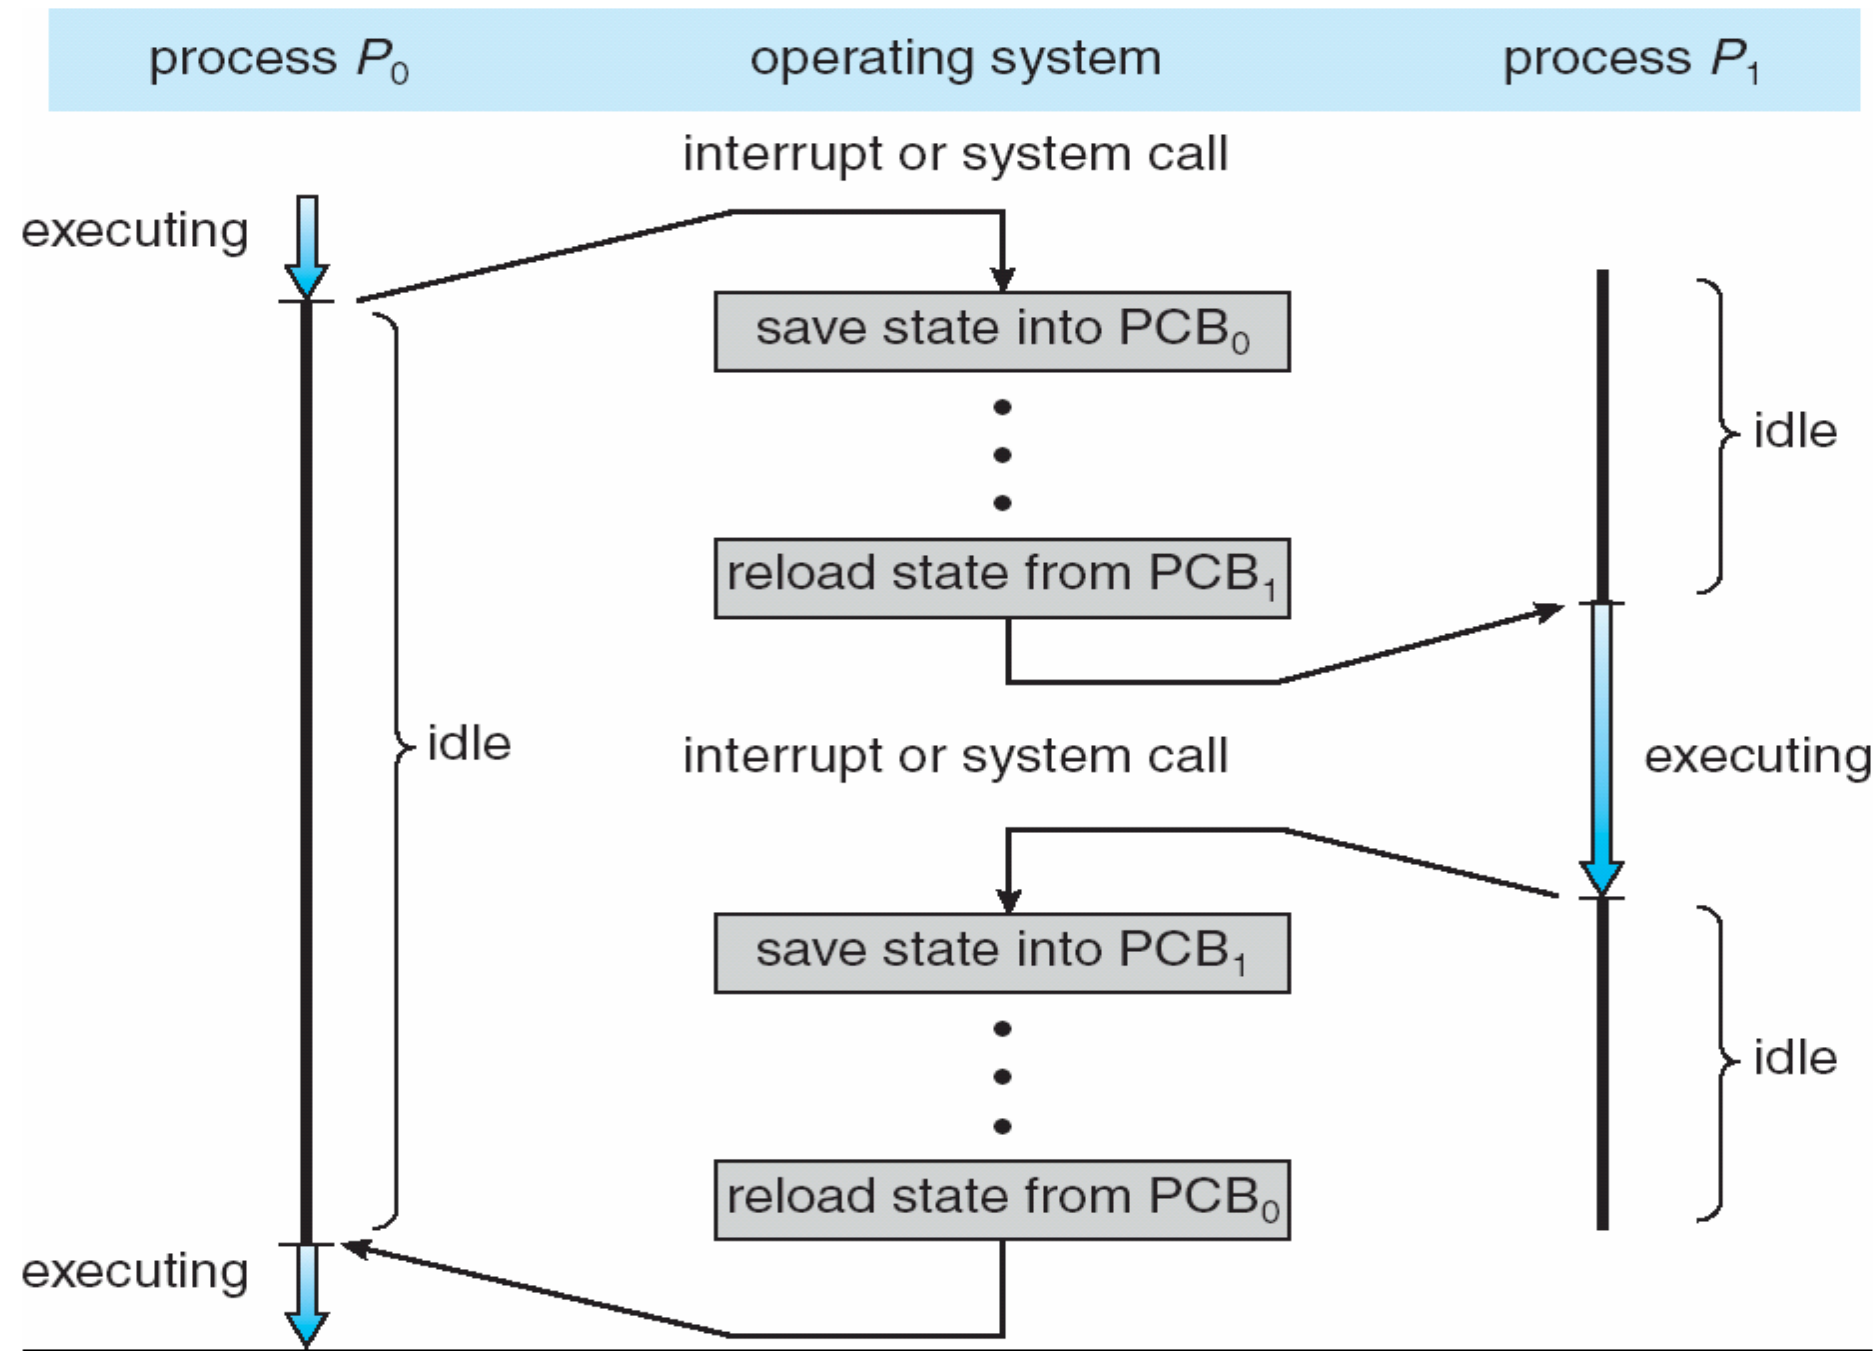 process P₀ operating system process P₁
interrupt or system call
executing
save state into PCB₀
idle
reload state from PCB₁
idle
interrupt or system call
executing
save state into PCB₁
idle
reload state from PCB₀
executing